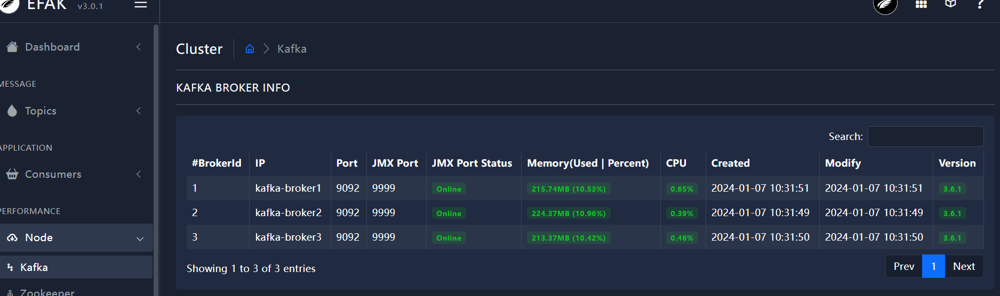 EFAK v3.0.1
Dashboard
MESSAGE
Topics
APPLICATION
Consumers
PERFORMANCE
Node
Kafka
Zookeeper
Cluster Kafka
KAFKA BROKER INFO
Search:
#BrokerId IP Port JMX Port JMX Port Status Memory(Used | Percent) CPU Created Modify Version
1 kafka-broker1 9092 9999 Online 215.74MB (10.53%) 0.65% 2024-01-07 10:31:51 2024-01-07 10:31:51 3.6.1
2 kafka-broker2 9092 9999 Online 224.37MB (10.96%) 0.39% 2024-01-07 10:31:49 2024-01-07 10:31:49 3.6.1
3 kafka-broker3 9092 9999 Online 213.37MB (10.42%) 0.46% 2024-01-07 10:31:50 2024-01-07 10:31:50 3.6.1
Showing 1 to 3 of 3 entries
Prev 1 Next